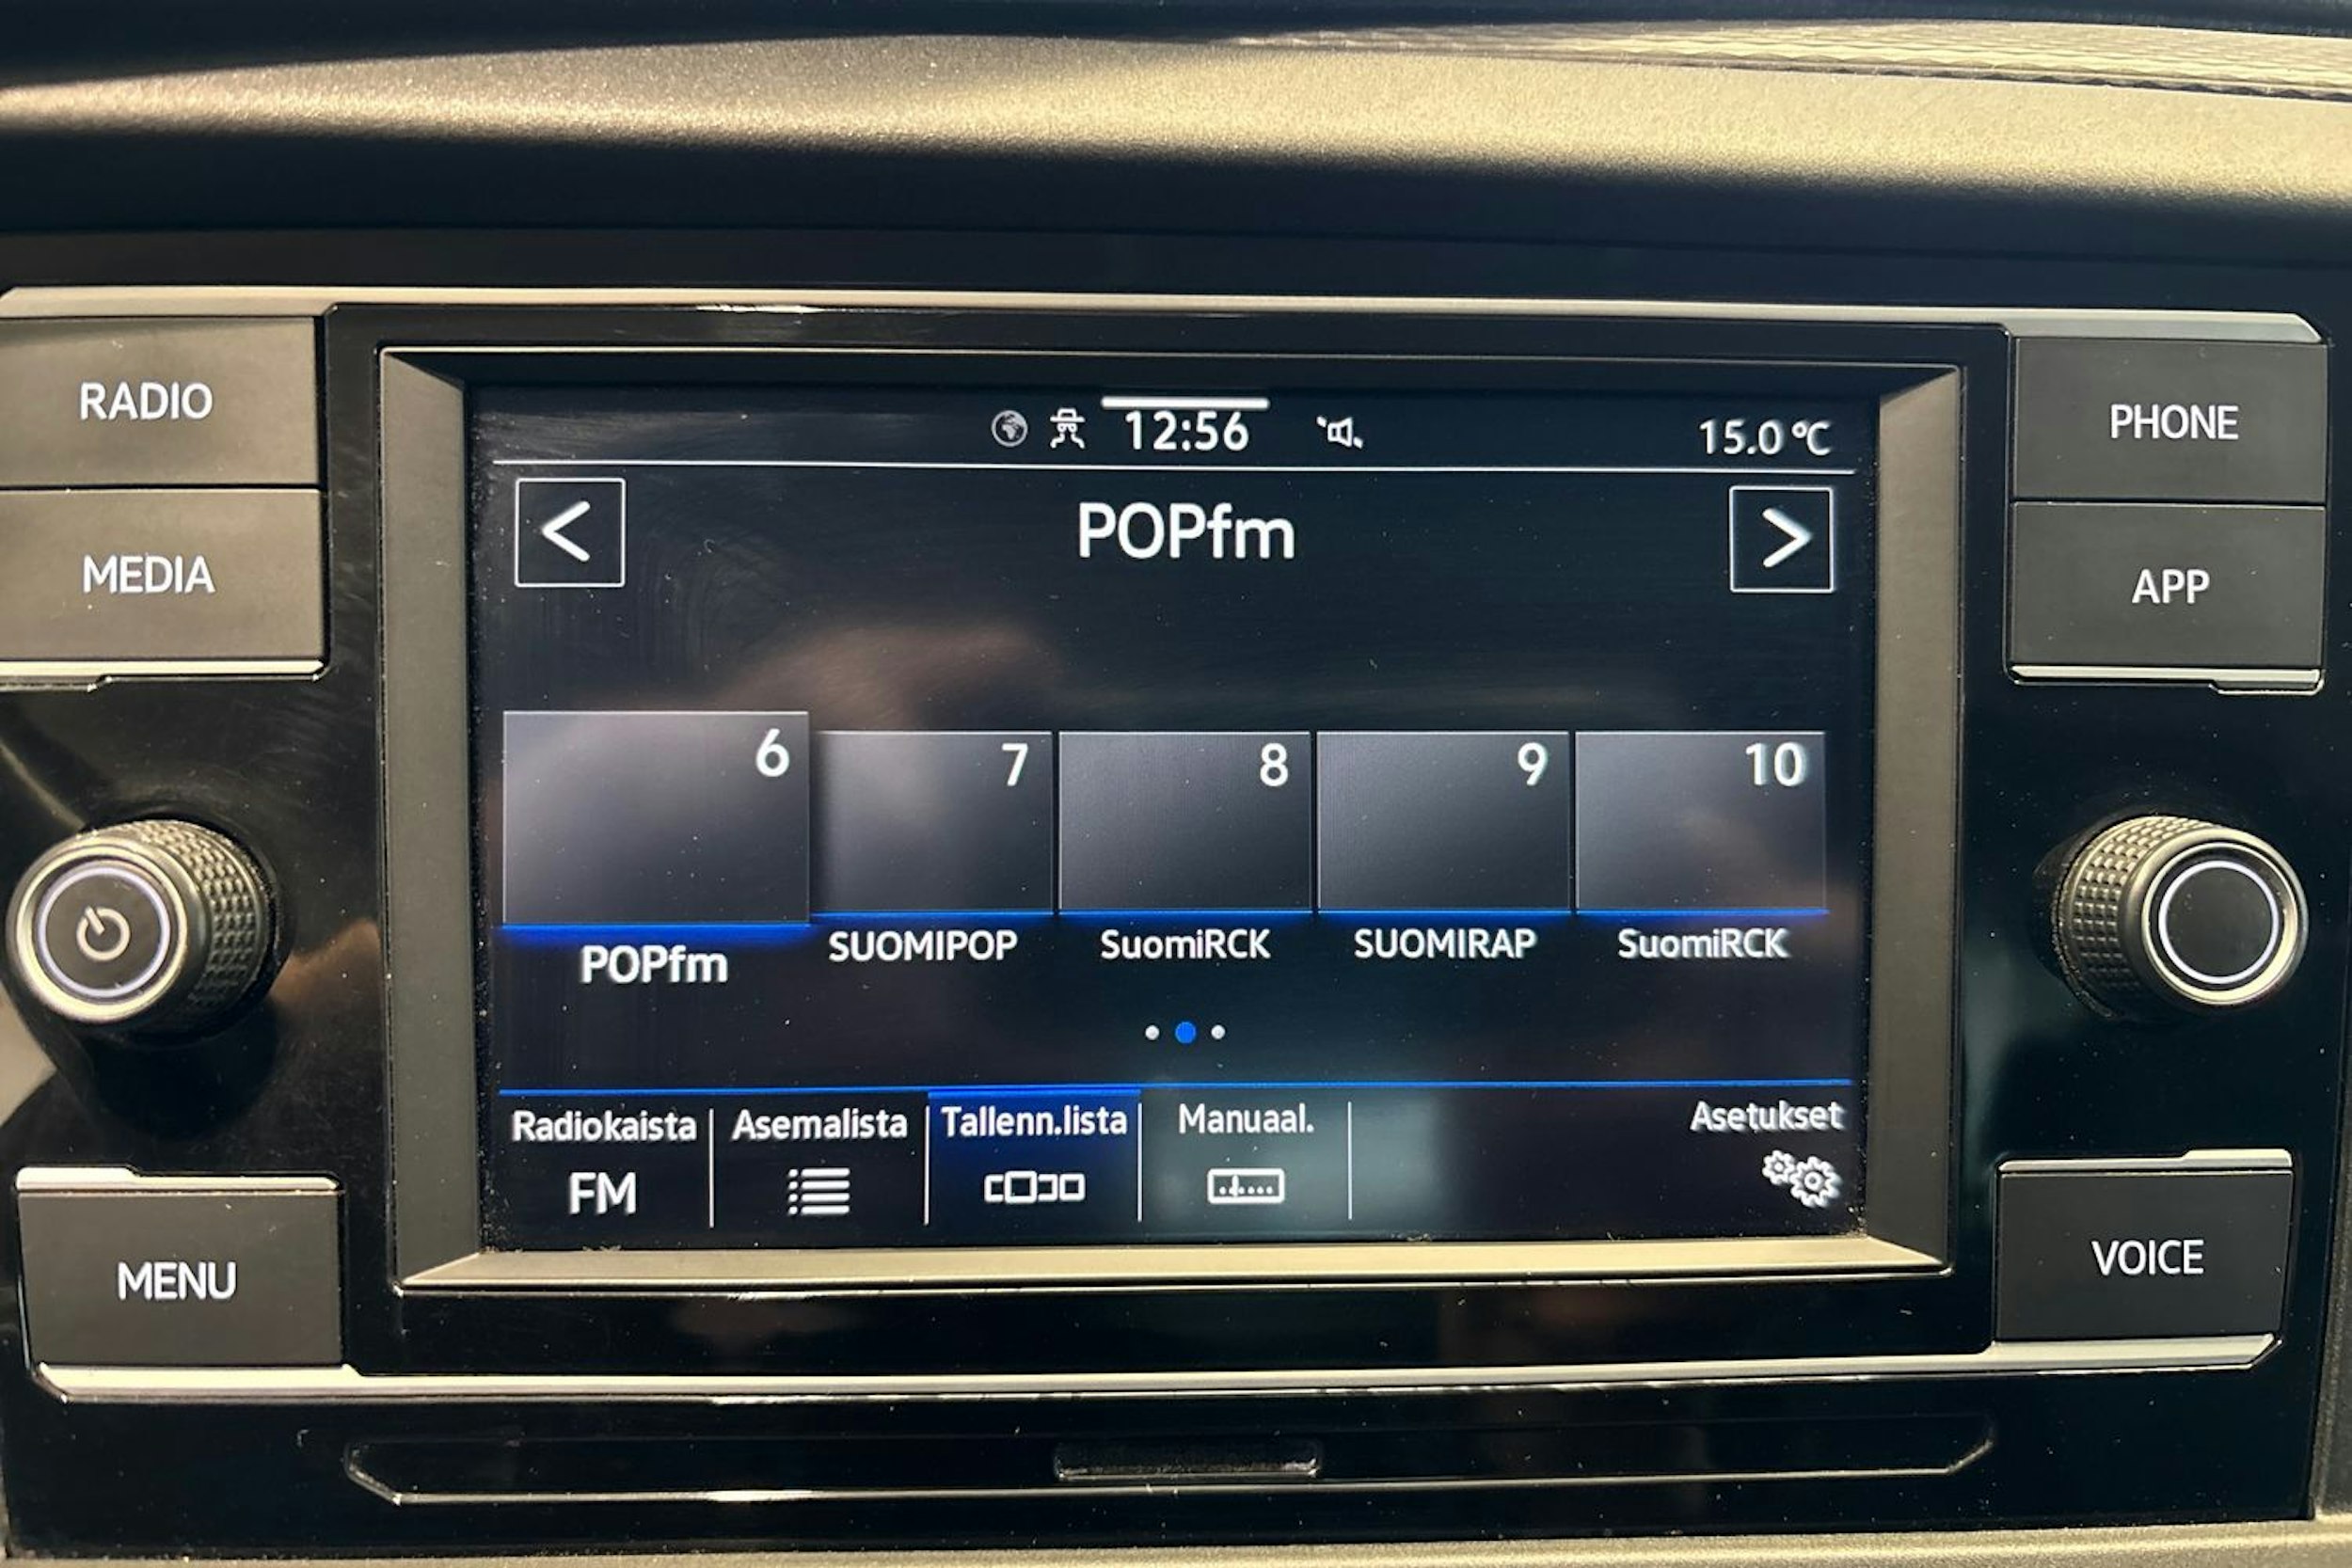 RADIO
MEDIA
MENU
PHONE
APP
VOICE
12:56
15.0 °C
<
POPfm
>
6
7
8
9
10
POPfm
SUOMIPOP
SuomiRCK
SUOMIRAP
SuomiRCK
Radiokaista
Asemalista
Tallenn.lista
Manuaal.
Asetukset
FM